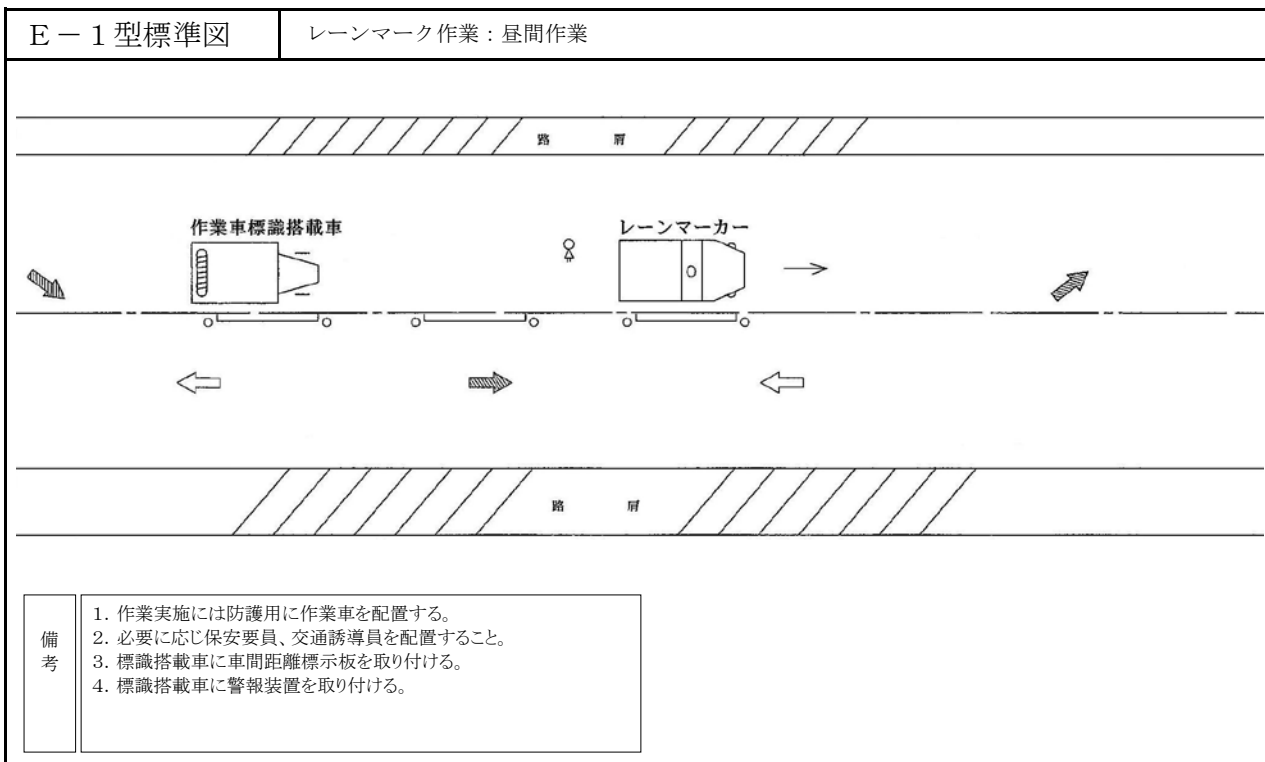 E－1型標準図
レーンマーク作業：昼間作業
路　肩
作業車標識搭載車
レーンマーカー
路　肩
備考
1. 作業実施には防護用に作業車を配置する。
2. 必要に応じ保安要員、交通誘導員を配置すること。
3. 標識搭載車に車間距離標示板を取り付ける。
4. 標識搭載車に警報装置を取り付ける。